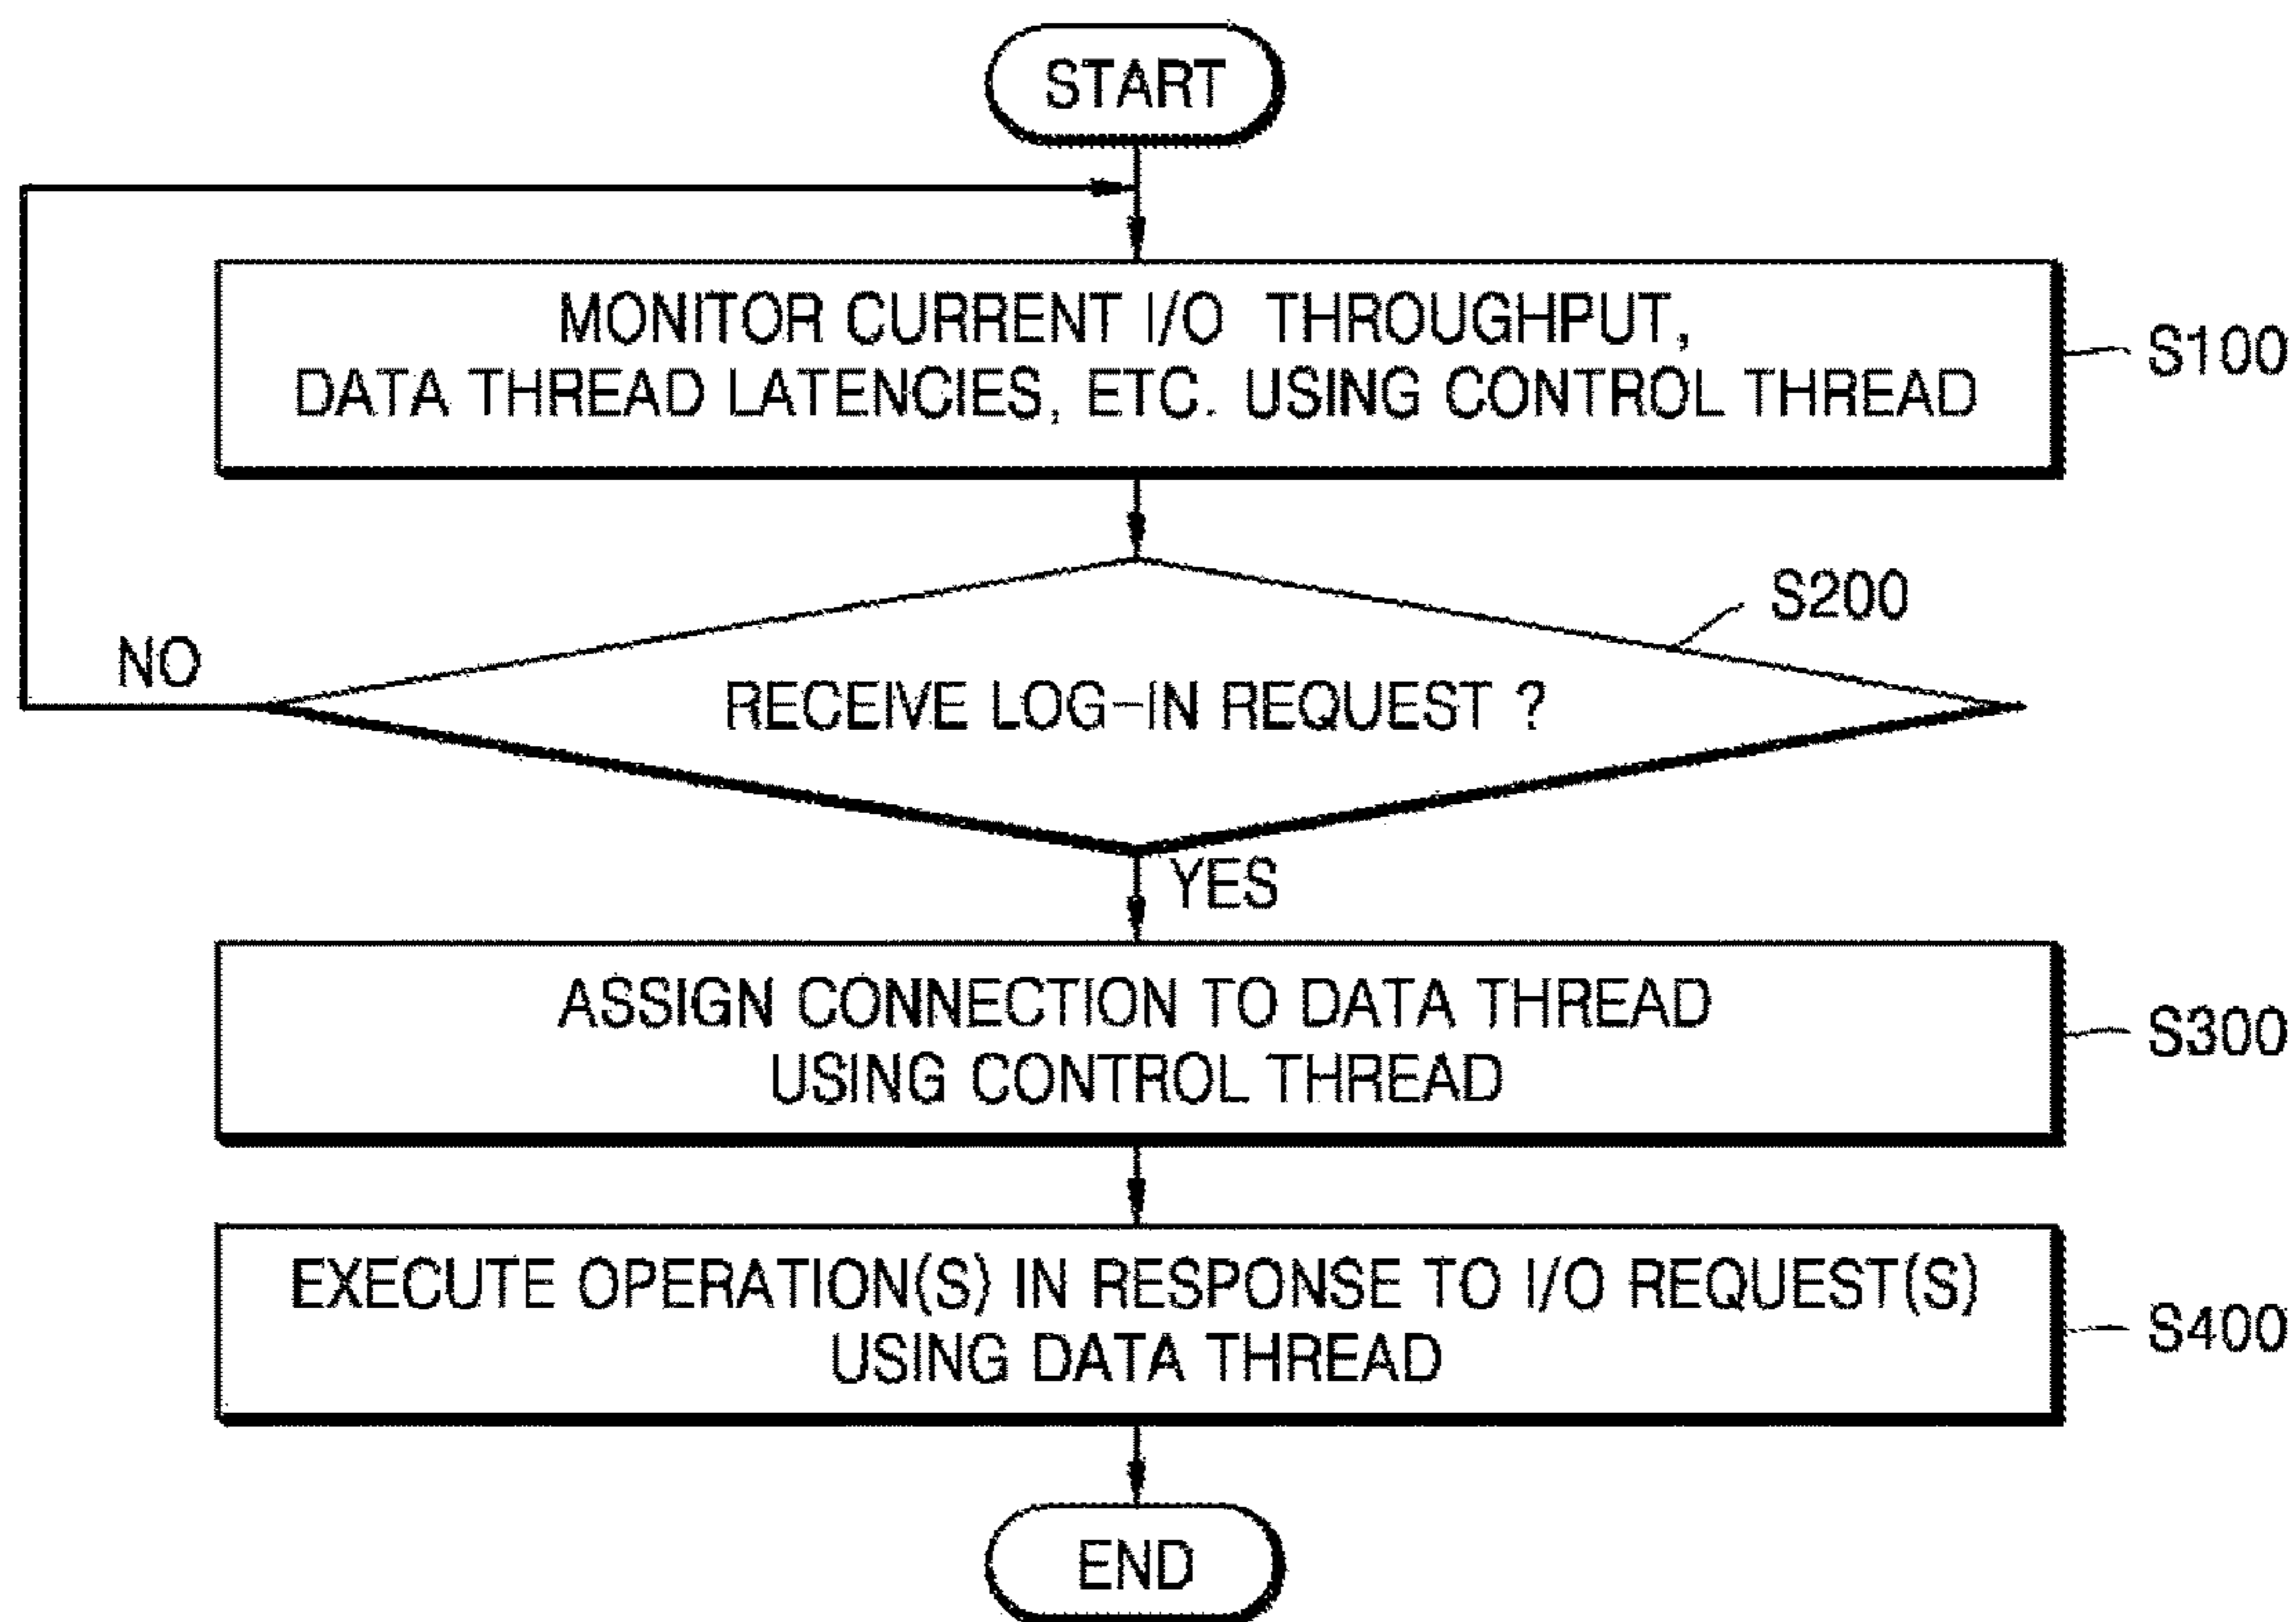 START
MONITOR CURRENT I/O THROUGHPUT,
DATA THREAD LATENCIES, ETC. USING CONTROL THREAD
S100
S200
NO
RECEIVE LOG-IN REQUEST ?
YES
ASSIGN CONNECTION TO DATA THREAD
USING CONTROL THREAD
S300
EXECUTE OPERATION(S) IN RESPONSE TO I/O REQUEST(S)
USING DATA THREAD
S400
END